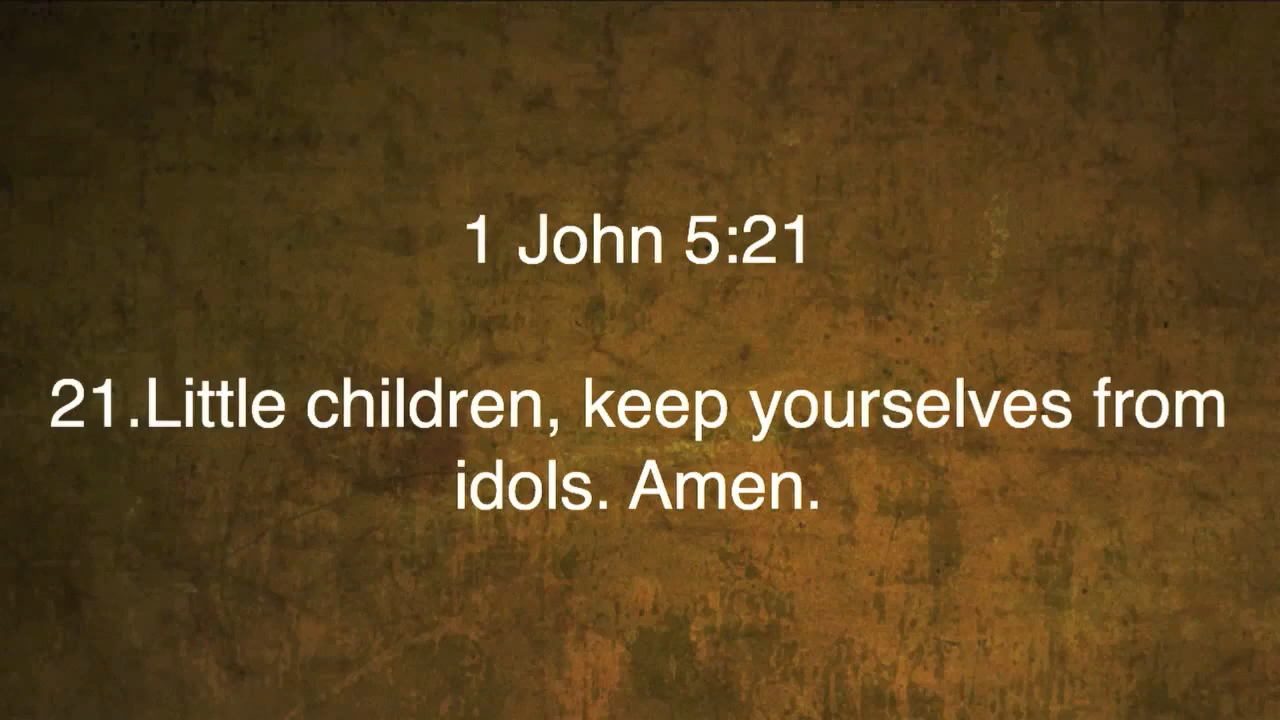 1 John 5:21
21.Little children, keep yourselves from
idols. Amen.